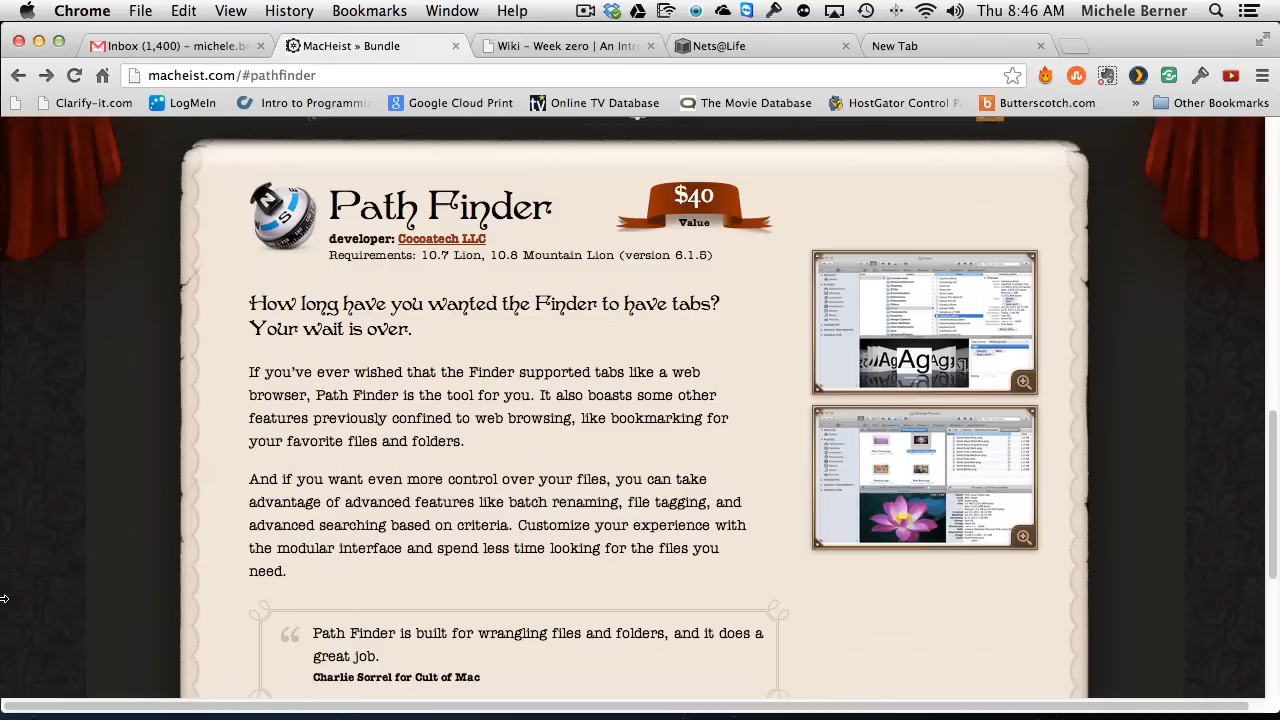 Chrome File Edit View History Bookmarks Window Help Thu 8:46 AM Michele Berner
Inbox (1,400) – michele.be MacHeist » Bundle Wiki – Week zero | An Intr Nets@Life New Tab
macheist.com/#pathfinder
Clarify-it.com LogMeIn Intro to Programmi Google Cloud Print Online TV Database The Movie Database HostGator Control P Butterscotch.com » Other Bookmarks
Path Finder
$40
Value
developer: Cocoatech LLC
Requirements: 10.7 Lion, 10.8 Mountain Lion (version 6.1.5)
How long have you wanted the Finder to have tabs?
Your wait is over.
If you've ever wished that the Finder supported tabs like a web
browser, Path Finder is the tool for you. It also boasts some other
features previously confined to web browsing, like bookmarking for
your favorite files and folders.
And if you want even more control over your files, you can take
advantage of advanced features like batch renaming, file tagging, and
advanced searching based on criteria. Customize your experience with
the modular interface and spend less time looking for the files you
need.
“ Path Finder is built for wrangling files and folders, and it does a
great job.
Charlie Sorrel for Cult of Mac
Ag Ag Ag